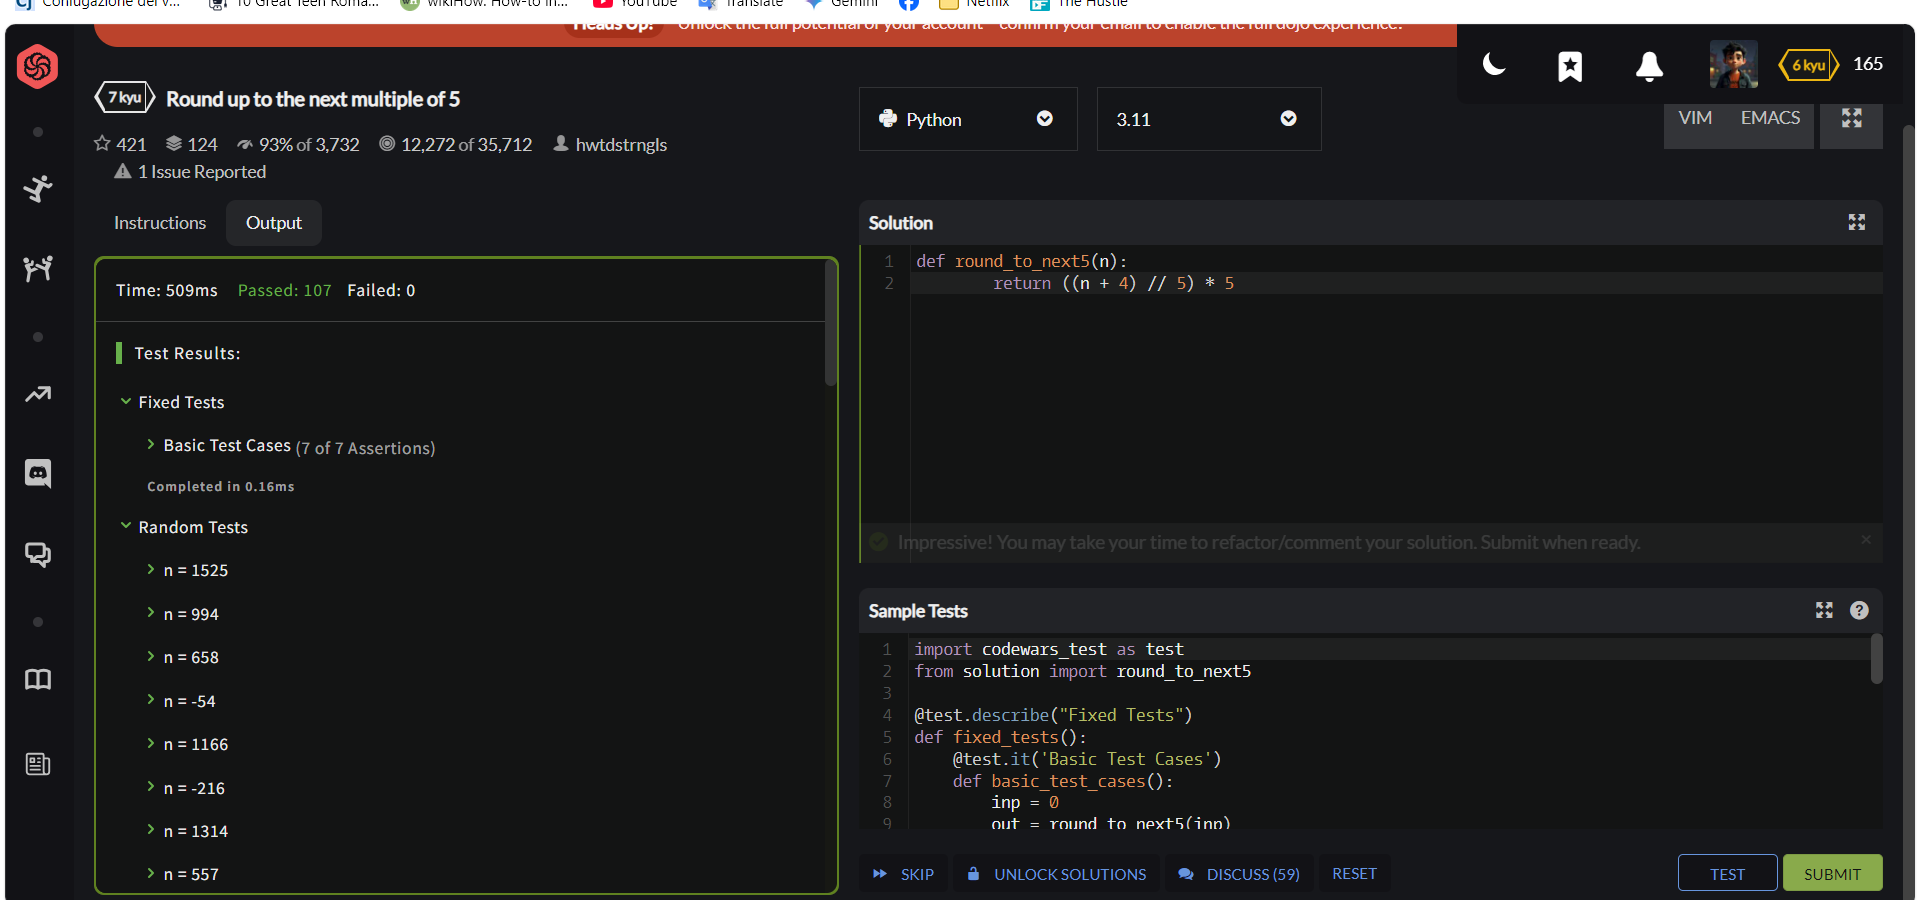 Conjugazione del v...
10 Great Teen Roma...
wikiHow: How-to in...
YouTube
Translate
Gemini
Netflix
The Hustle
Heads Up! Unlock the full potential of your account - confirm your email to enable the full dojo experience.
6 kyu 165
7 kyu Round up to the next multiple of 5
421 124 93% of 3,732 12,272 of 35,712 hwtdstrngls
1 Issue Reported
Python
3.11
VIM EMACS
Instructions Output
Time: 509ms Passed: 107 Failed: 0
Test Results:
Fixed Tests
Basic Test Cases (7 of 7 Assertions)
Completed in 0.16ms
Random Tests
n = 1525
n = 994
n = 658
n = -54
n = 1166
n = -216
n = 1314
n = 557
Solution
1 def round_to_next5(n):
2 return ((n + 4) // 5) * 5
Impressive! You may take your time to refactor/comment your solution. Submit when ready.
Sample Tests
1 import codewars_test as test
2 from solution import round_to_next5
3
4 @test.describe("Fixed Tests")
5 def fixed_tests():
6 @test.it('Basic Test Cases')
7 def basic_test_cases():
8 inp = 0
9 out = round_to_next5(inp)
SKIP UNLOCK SOLUTIONS DISCUSS (59) RESET TEST SUBMIT